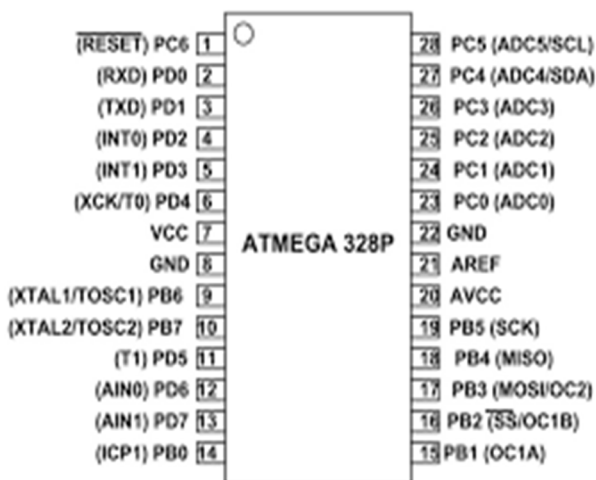 (RESET) PC6 1
(RXD) PD0 2
(TXD) PD1 3
(INT0) PD2 4
(INT1) PD3 5
(XCK/T0) PD4 6
VCC 7
GND 8
(XTAL1/TOSC1) PB6 9
(XTAL2/TOSC2) PB7 10
(T1) PD5 11
(AIN0) PD6 12
(AIN1) PD7 13
(ICP1) PB0 14
ATMEGA 328P
28 PC5 (ADC5/SCL)
27 PC4 (ADC4/SDA)
26 PC3 (ADC3)
25 PC2 (ADC2)
24 PC1 (ADC1)
23 PC0 (ADC0)
22 GND
21 AREF
20 AVCC
19 PB5 (SCK)
18 PB4 (MISO)
17 PB3 (MOSI/OC2)
16 PB2 (SS/OC1B)
15 PB1 (OC1A)